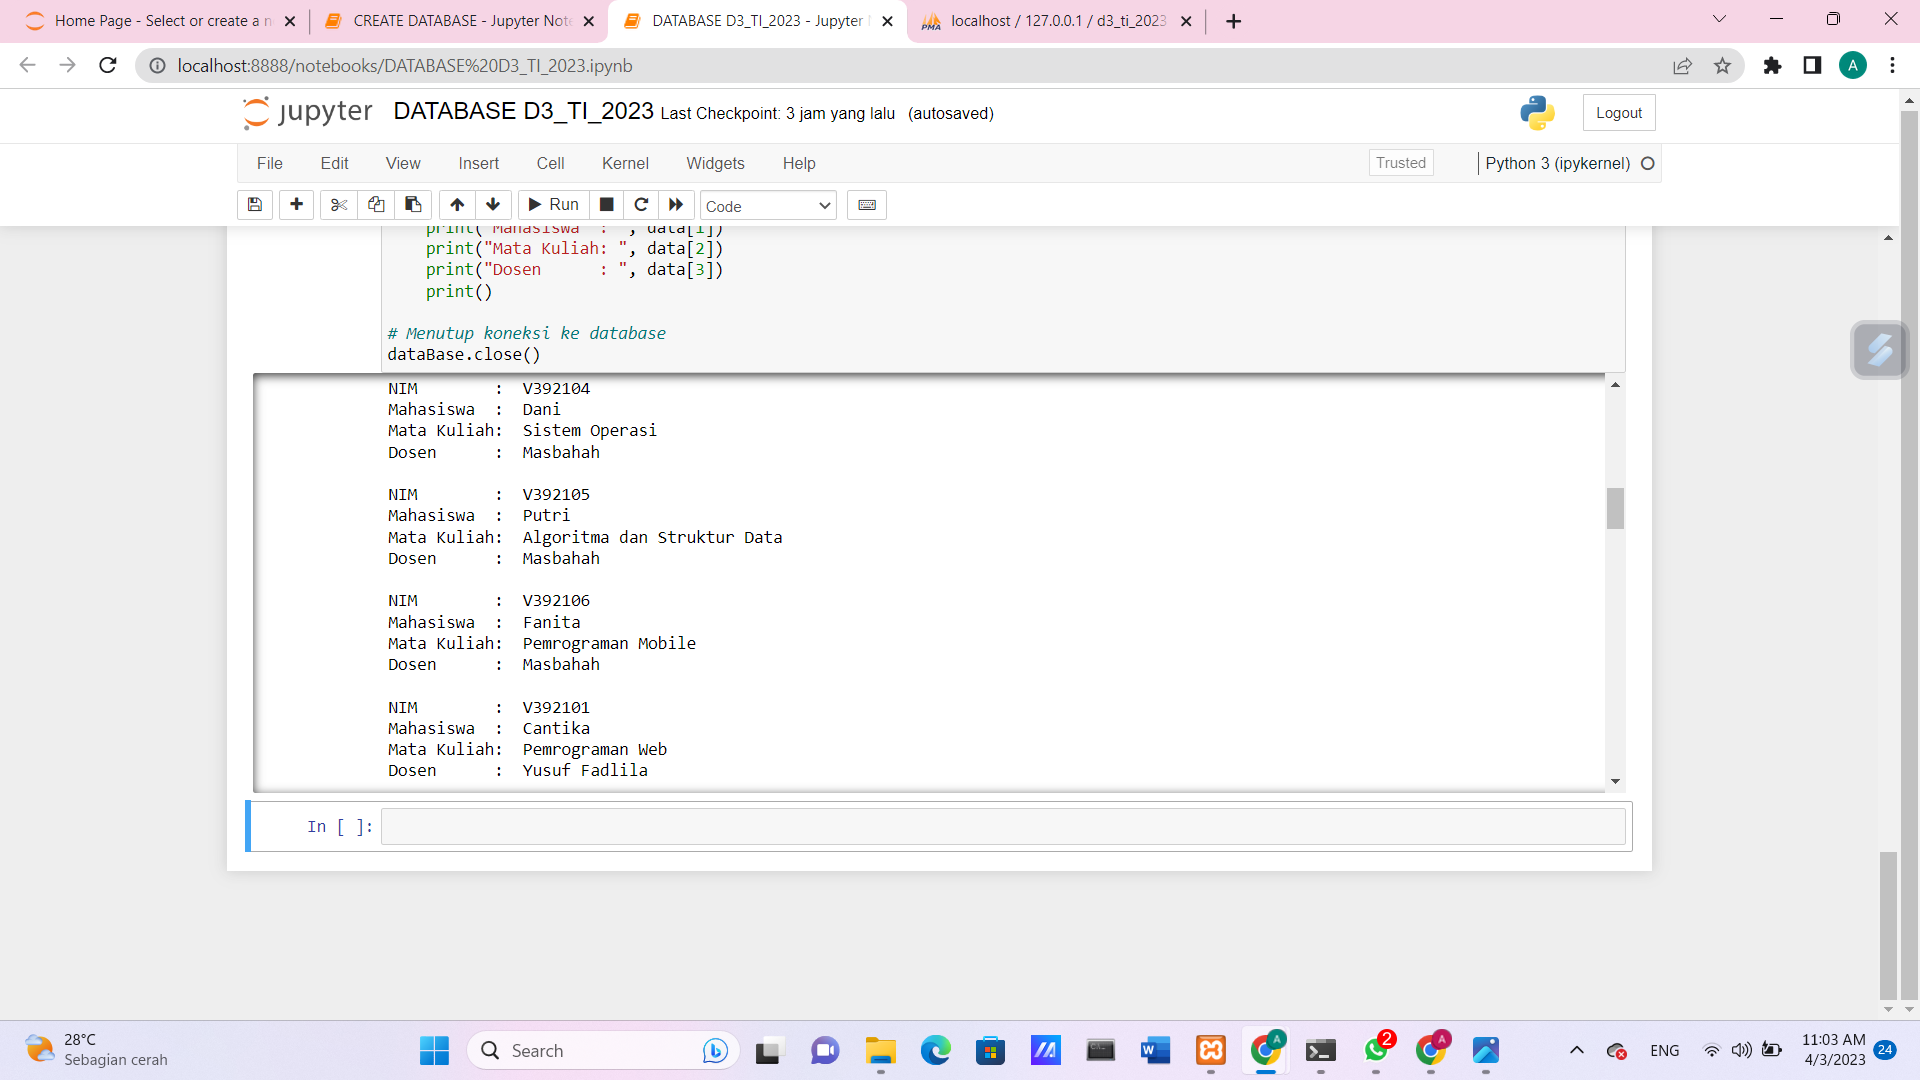 Home Page - Select or create a n
CREATE DATABASE - Jupyter Note
DATABASE D3_TI_2023 - Jupyter N
localhost / 127.0.0.1 / d3_ti_2023
localhost:8888/notebooks/DATABASE%20D3_TI_2023.ipynb
A
jupyter DATABASE D3_TI_2023 Last Checkpoint: 3 jam yang lalu (autosaved)
Logout
File Edit View Insert Cell Kernel Widgets Help
Trusted
Python 3 (ipykernel)
Run
Code
print("Mahasiswa  : ", data[1])
print("Mata Kuliah: ", data[2])
print("Dosen      : ", data[3])
print()
# Menutup koneksi ke database
dataBase.close()
NIM        :  V392104
Mahasiswa  :  Dani
Mata Kuliah:  Sistem Operasi
Dosen      :  Masbahah
NIM        :  V392105
Mahasiswa  :  Putri
Mata Kuliah:  Algoritma dan Struktur Data
Dosen      :  Masbahah
NIM        :  V392106
Mahasiswa  :  Fanita
Mata Kuliah:  Pemrograman Mobile
Dosen      :  Masbahah
NIM        :  V392101
Mahasiswa  :  Cantika
Mata Kuliah:  Pemrograman Web
Dosen      :  Yusuf Fadlila
In [ ]:
28°C
Sebagian cerah
Search
2
ENG
11:03 AM
4/3/2023
24